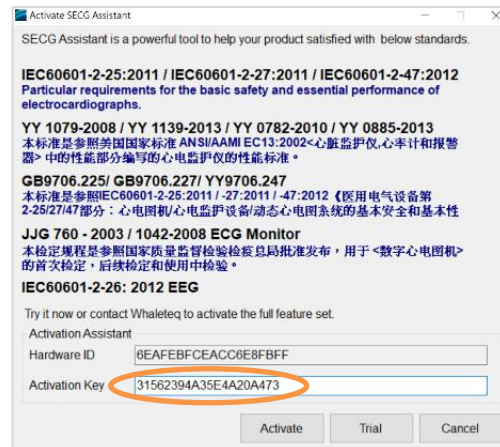 Activate SECG Assistant
SECG Assistant is a powerful tool to help your product satisfied with below standards.
IEC60601-2-25:2011 / IEC60601-2-27:2011 / IEC60601-2-47:2012
Particular requirements for the basic safety and essential performance of
electrocardiographs.
YY 1079-2008 / YY 1139-2013 / YY 0782-2010 / YY 0885-2013
本标准是参照美国国家标准 ANSI/AAMI EC13:2002<心脏监护仪,心率计和报警
器> 中的性能部分编写的心电监护仪的性能标准。
GB9706.225/ GB9706.227/ YY9706.247
本标准是参照IEC60601-2-25:2011 / -27:2011 / -47:2012《医用电气设备第
2-25/27/47部分：心电图机/心电监护设备/动态心电图系统的基本安全和基本性
JJG 760 - 2003 / 1042-2008 ECG Monitor
本检定规程是参照国家质量监督检验检疫总局批准发布，用于 <数字心电图机>
的首次检定，后续检定和使用中检验。
IEC60601-2-26: 2012 EEG
Try it now or contact Whaleteq to activate the full feature set.
Activation Assistant
Hardware ID 6EAFEBFCEACC6E8FBFF
Activation Key 31562394A35E4A20A473
Activate Trial Cancel